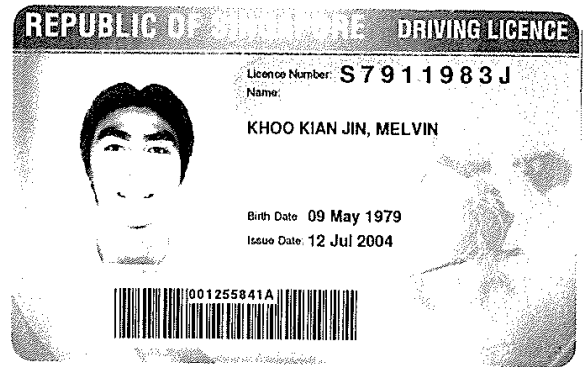 REPUBLIC OF SINGAPORE DRIVING LICENCE
Licence Number: S7911983J
Name:
KHOO KIAN JIN, MELVIN
Birth Date: 09 May 1979
Issue Date: 12 Jul 2004
001255841A